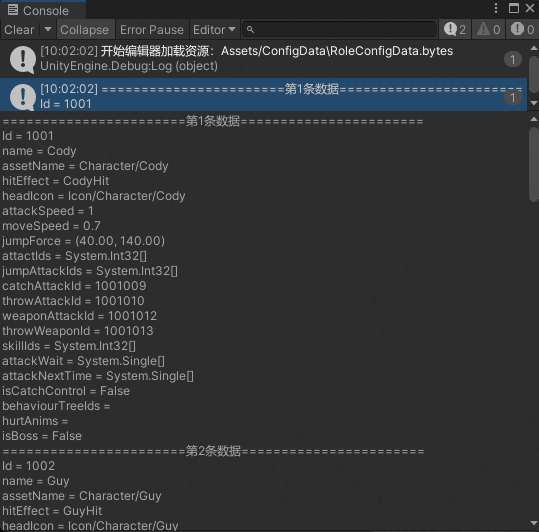 Console
Clear Collapse Error Pause Editor 2 0 0
[10:02:02] 开始编辑器加载资源：Assets/ConfigData\RoleConfigData.bytes
UnityEngine.Debug:Log (object)
1
[10:02:02] =======================第1条数据=======================
Id = 1001
1
=======================第1条数据=======================
Id = 1001
name = Cody
assetName = Character/Cody
hitEffect = CodyHit
headIcon = Icon/Character/Cody
attackSpeed = 1
moveSpeed = 0.7
jumpForce = (40.00, 140.00)
attactIds = System.Int32[]
jumpAttackIds = System.Int32[]
catchAttackId = 1001009
throwAttackId = 1001010
weaponAttackId = 1001012
throwWeaponId = 1001013
skillIds = System.Int32[]
attackWait = System.Single[]
attackNextTime = System.Single[]
isCatchControl = False
behaviourTreeIds =
hurtAnims =
isBoss = False
=======================第2条数据=======================
Id = 1002
name = Guy
assetName = Character/Guy
hitEffect = GuyHit
headIcon = Icon/Character/Guy